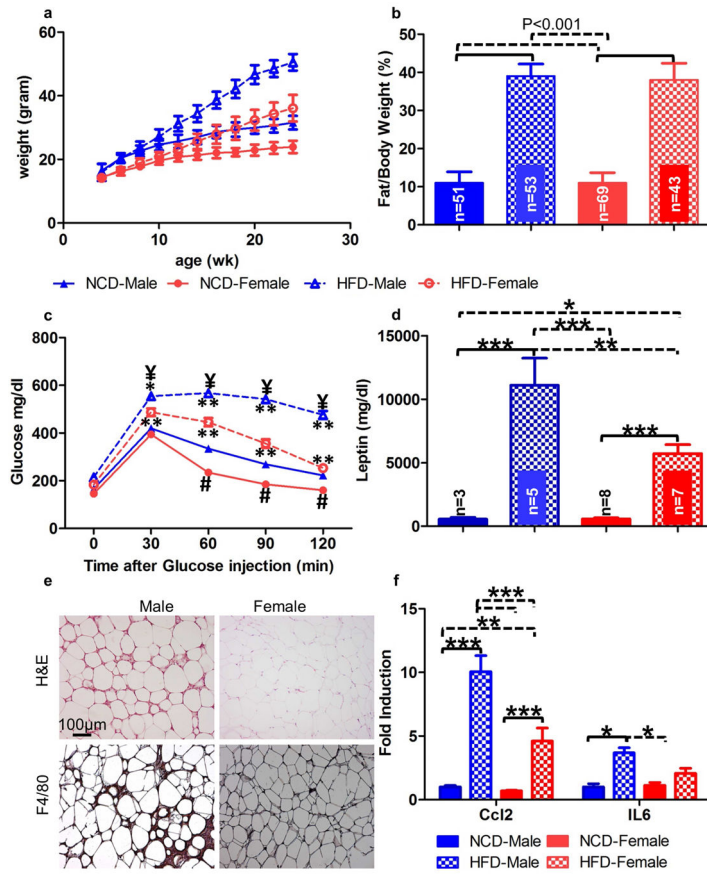 a
weight (gram)
60
40
20
0
0
10
20
30
age (wk)
b
P<0.001
Fat/Body Weight (%)
50
40
30
20
10
0
n=51
n=53
n=69
n=43
NCD-Male
NCD-Female
HFD-Male
HFD-Female
c
Glucose mg/dl
800
600
400
200
0
¥
¥
¥
¥
*
**
**
**
**
**
**
**
#
#
#
0
30
60
90
120
Time after Glucose injection (min)
d
*
***
***
**
***
Leptin (mg/dl)
15000
10000
5000
0
n=3
n=5
n=8
n=7
e
Male
Female
H&E
100µm
F4/80
f
***
**
***
***
*
*
Fold Induction
15
10
5
0
Ccl2
IL6
NCD-Male
NCD-Female
HFD-Male
HFD-Female